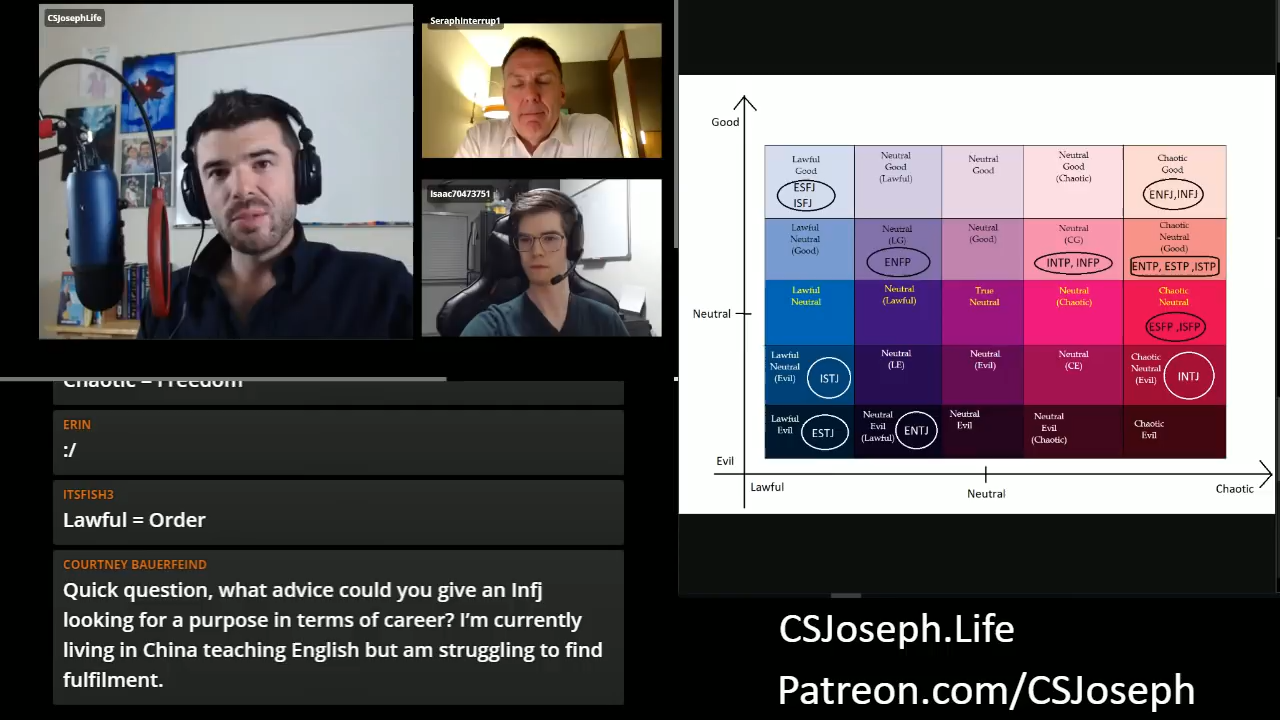 CSJosephLife
SeraphInterrup1
Isaac70473751
Chaotic = Freedom
ERIN
:/
ITSFISH3
Lawful = Order
COURTNEY BAUERFEIND
Quick question, what advice could you give an Infj
looking for a purpose in terms of career? I'm currently
living in China teaching English but am struggling to find
fulfilment.
Good
Lawful
Good
ESFJ
ISFJ
Neutral
Good
(Lawful)
Neutral
Good
Neutral
Good
(Chaotic)
Chaotic
Good
ENFJ,INFJ
Lawful
Neutral
(Good)
Neutral
(LG)
ENFP
Neutral
(Good)
Neutral
(CG)
INTP, INFP
Chaotic
Neutral
(Good)
ENTP, ESTP ,ISTP
Neutral
Lawful
Neutral
Neutral
(Lawful)
True
Neutral
Neutral
(Chaotic)
Chaotic
Neutral
ESFP ,ISFP
Lawful
Neutral
(Evil)
ISTJ
Neutral
(LE)
Neutral
(Evil)
Neutral
(CE)
Chaotic
Neutral
(Evil)
INTJ
Lawful
Evil
ESTJ
Neutral
Evil
(Lawful)
ENTJ
Neutral
Evil
Neutral
Evil
(Chaotic)
Chaotic
Evil
Evil
Lawful
Neutral
Chaotic
CSJoseph.Life
Patreon.com/CSJoseph